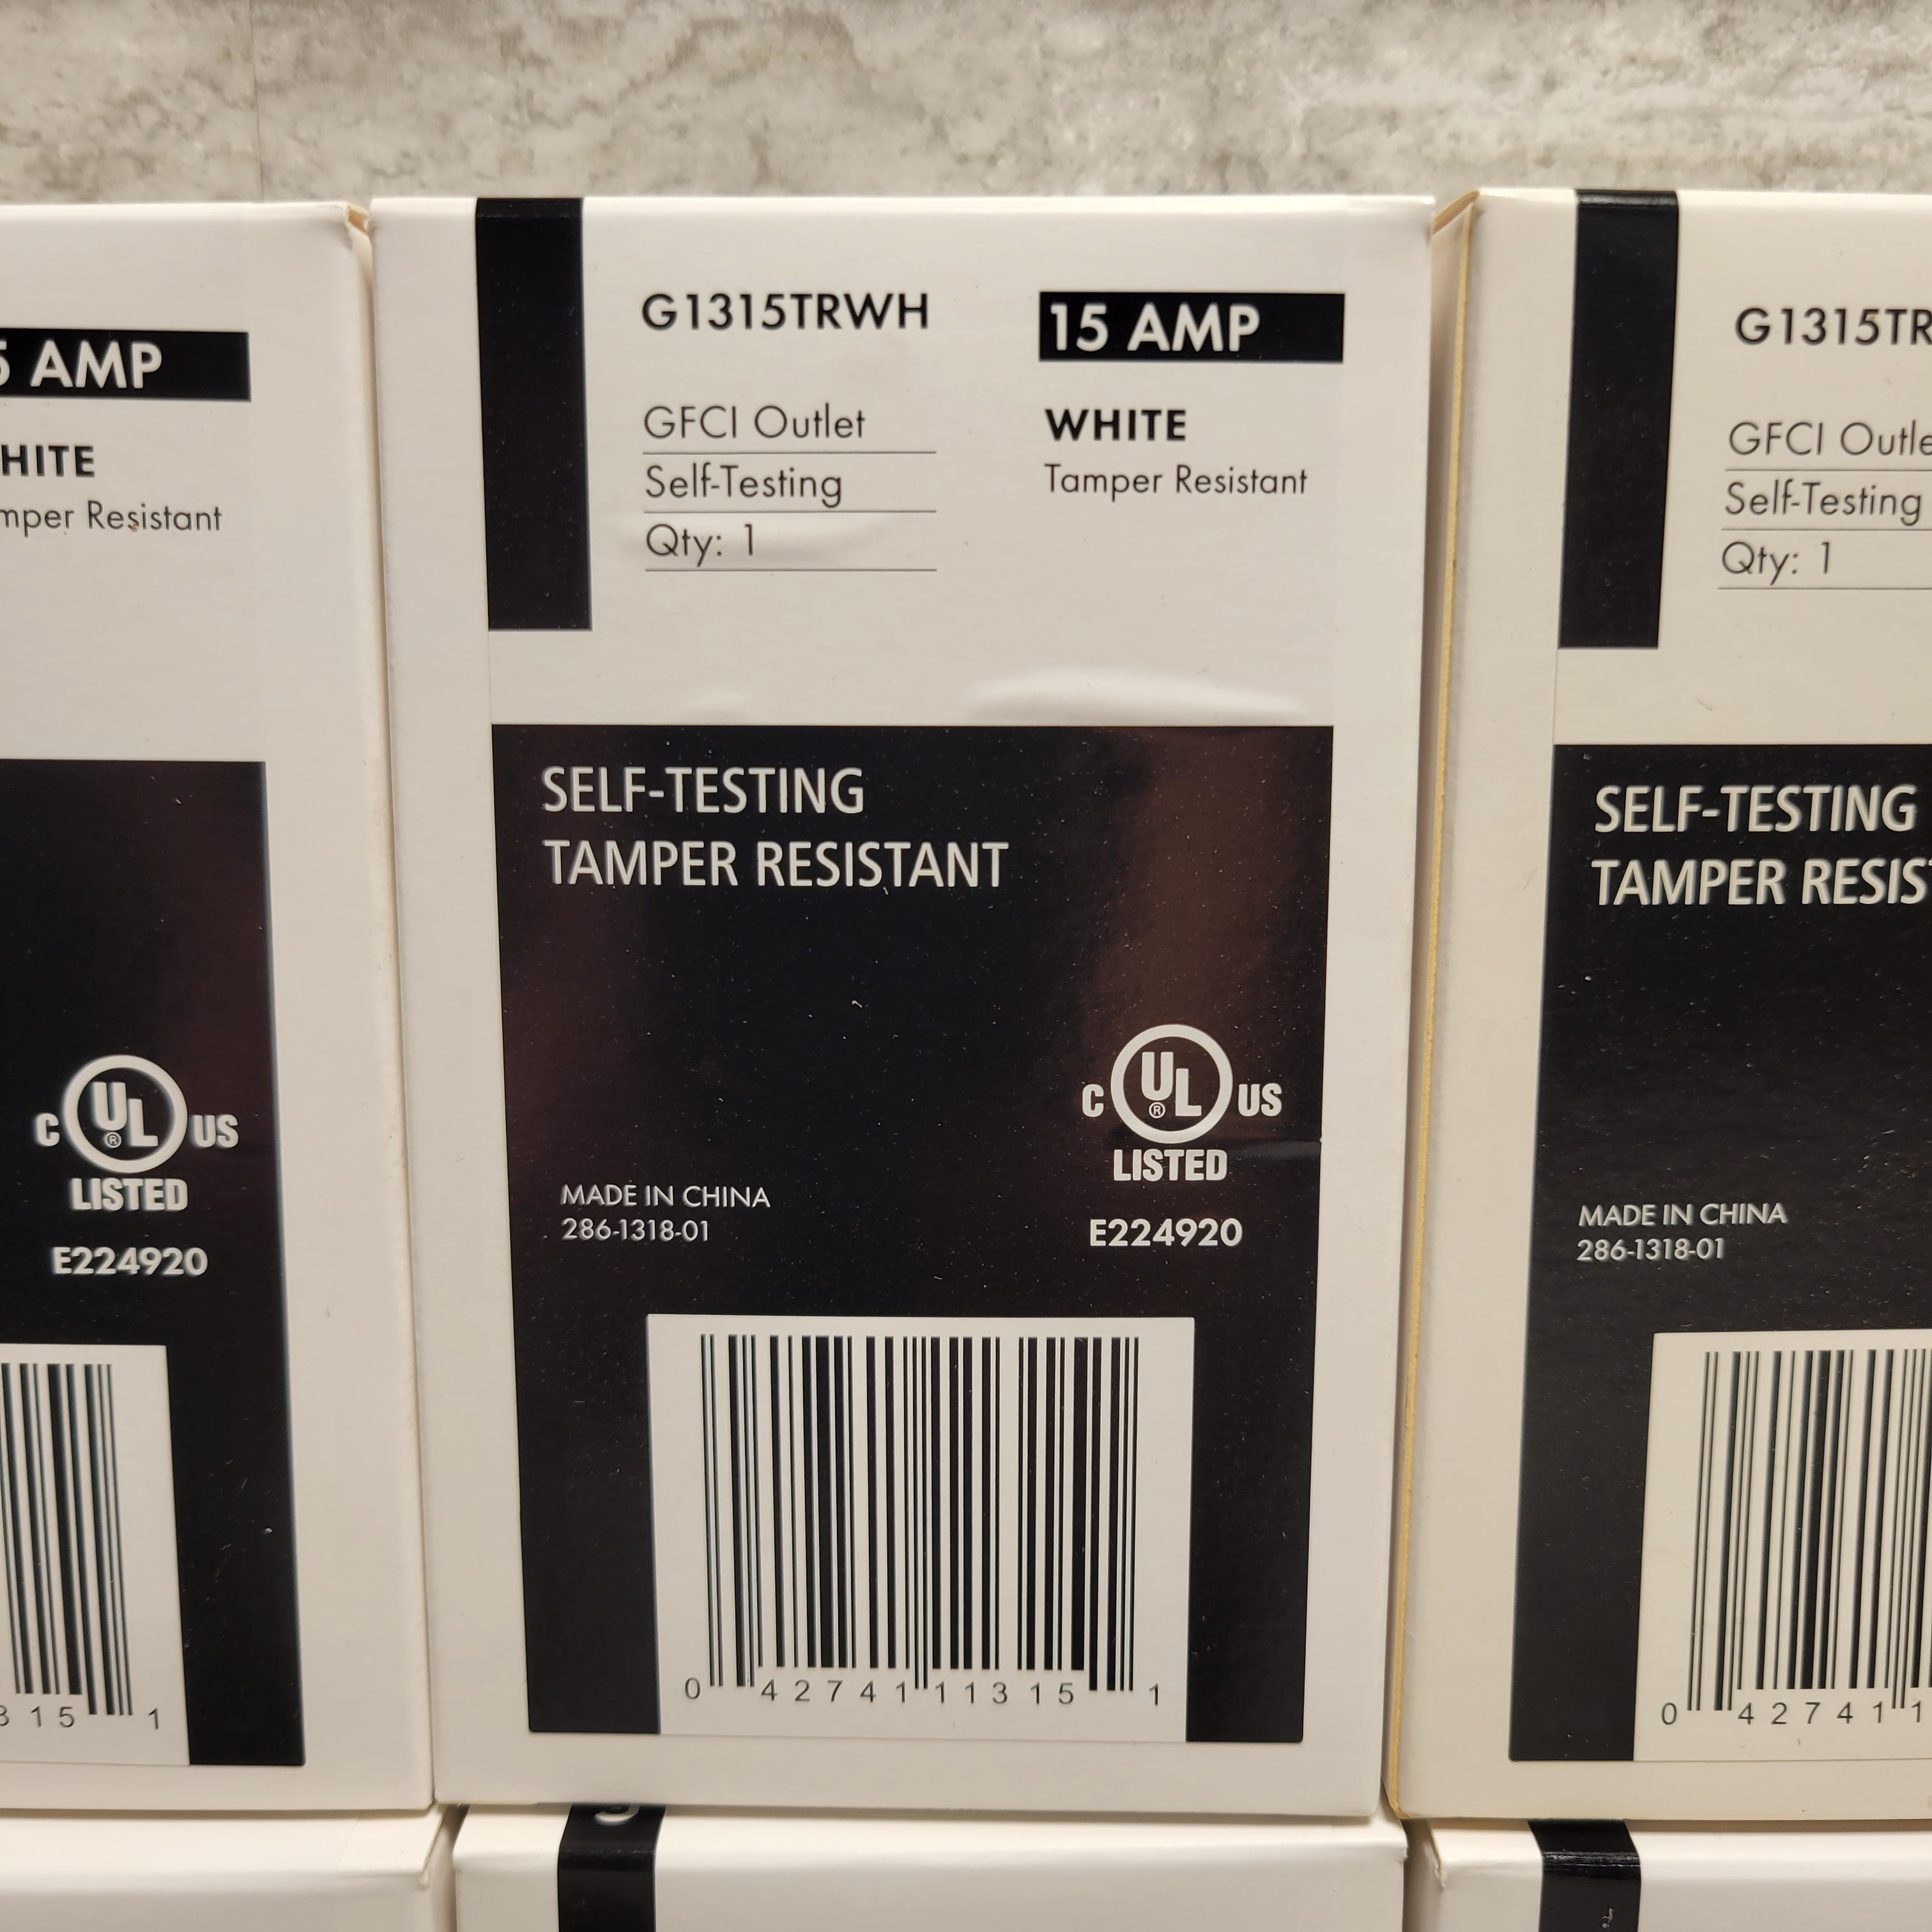 5 AMP
HITE
mper Resistant
C UL® US
LISTED
E224920
315 1
G1315TRWH
15 AMP
GFCI Outlet
WHITE
Self-Testing
Tamper Resistant
Qty: 1
SELF-TESTING
TAMPER RESISTANT
C UL® US
LISTED
MADE IN CHINA
286-1318-01
E224920
0 42741 11315 1
G1315TR
GFCI Outle
Self-Testing
Qty: 1
SELF-TESTING
TAMPER RESIS
MADE IN CHINA
286-1318-01
0 42741 1